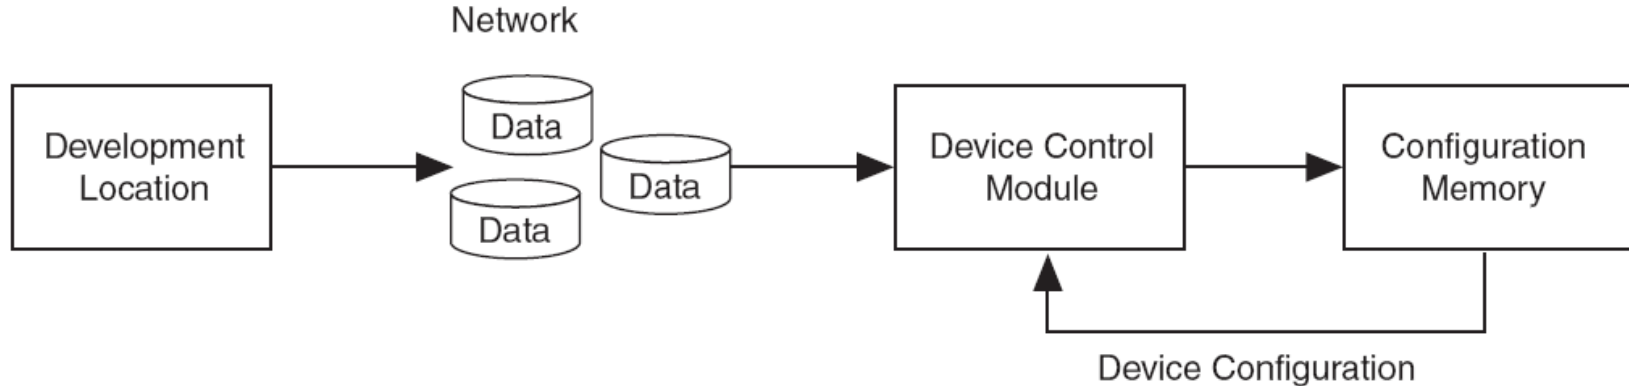 Network
Data
Data
Data
Development
Location
Device Control
Module
Configuration
Memory
Device Configuration